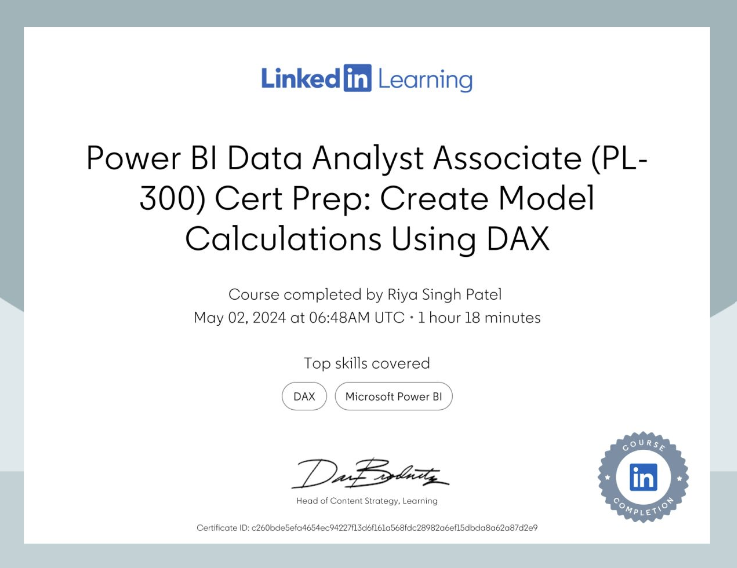 Linked in Learning
Power BI Data Analyst Associate (PL-
300) Cert Prep: Create Model
Calculations Using DAX
Course completed by Riya Singh Patel
May 02, 2024 at 06:48AM UTC • 1 hour 18 minutes
Top skills covered
DAX Microsoft Power BI
Head of Content Strategy, Learning
COURSE
in
COMPLETION
Certificate ID: c260bde5efa4654ec94227f13d6f161a568fdc28982a6ef15dbda8a62a87d2e9